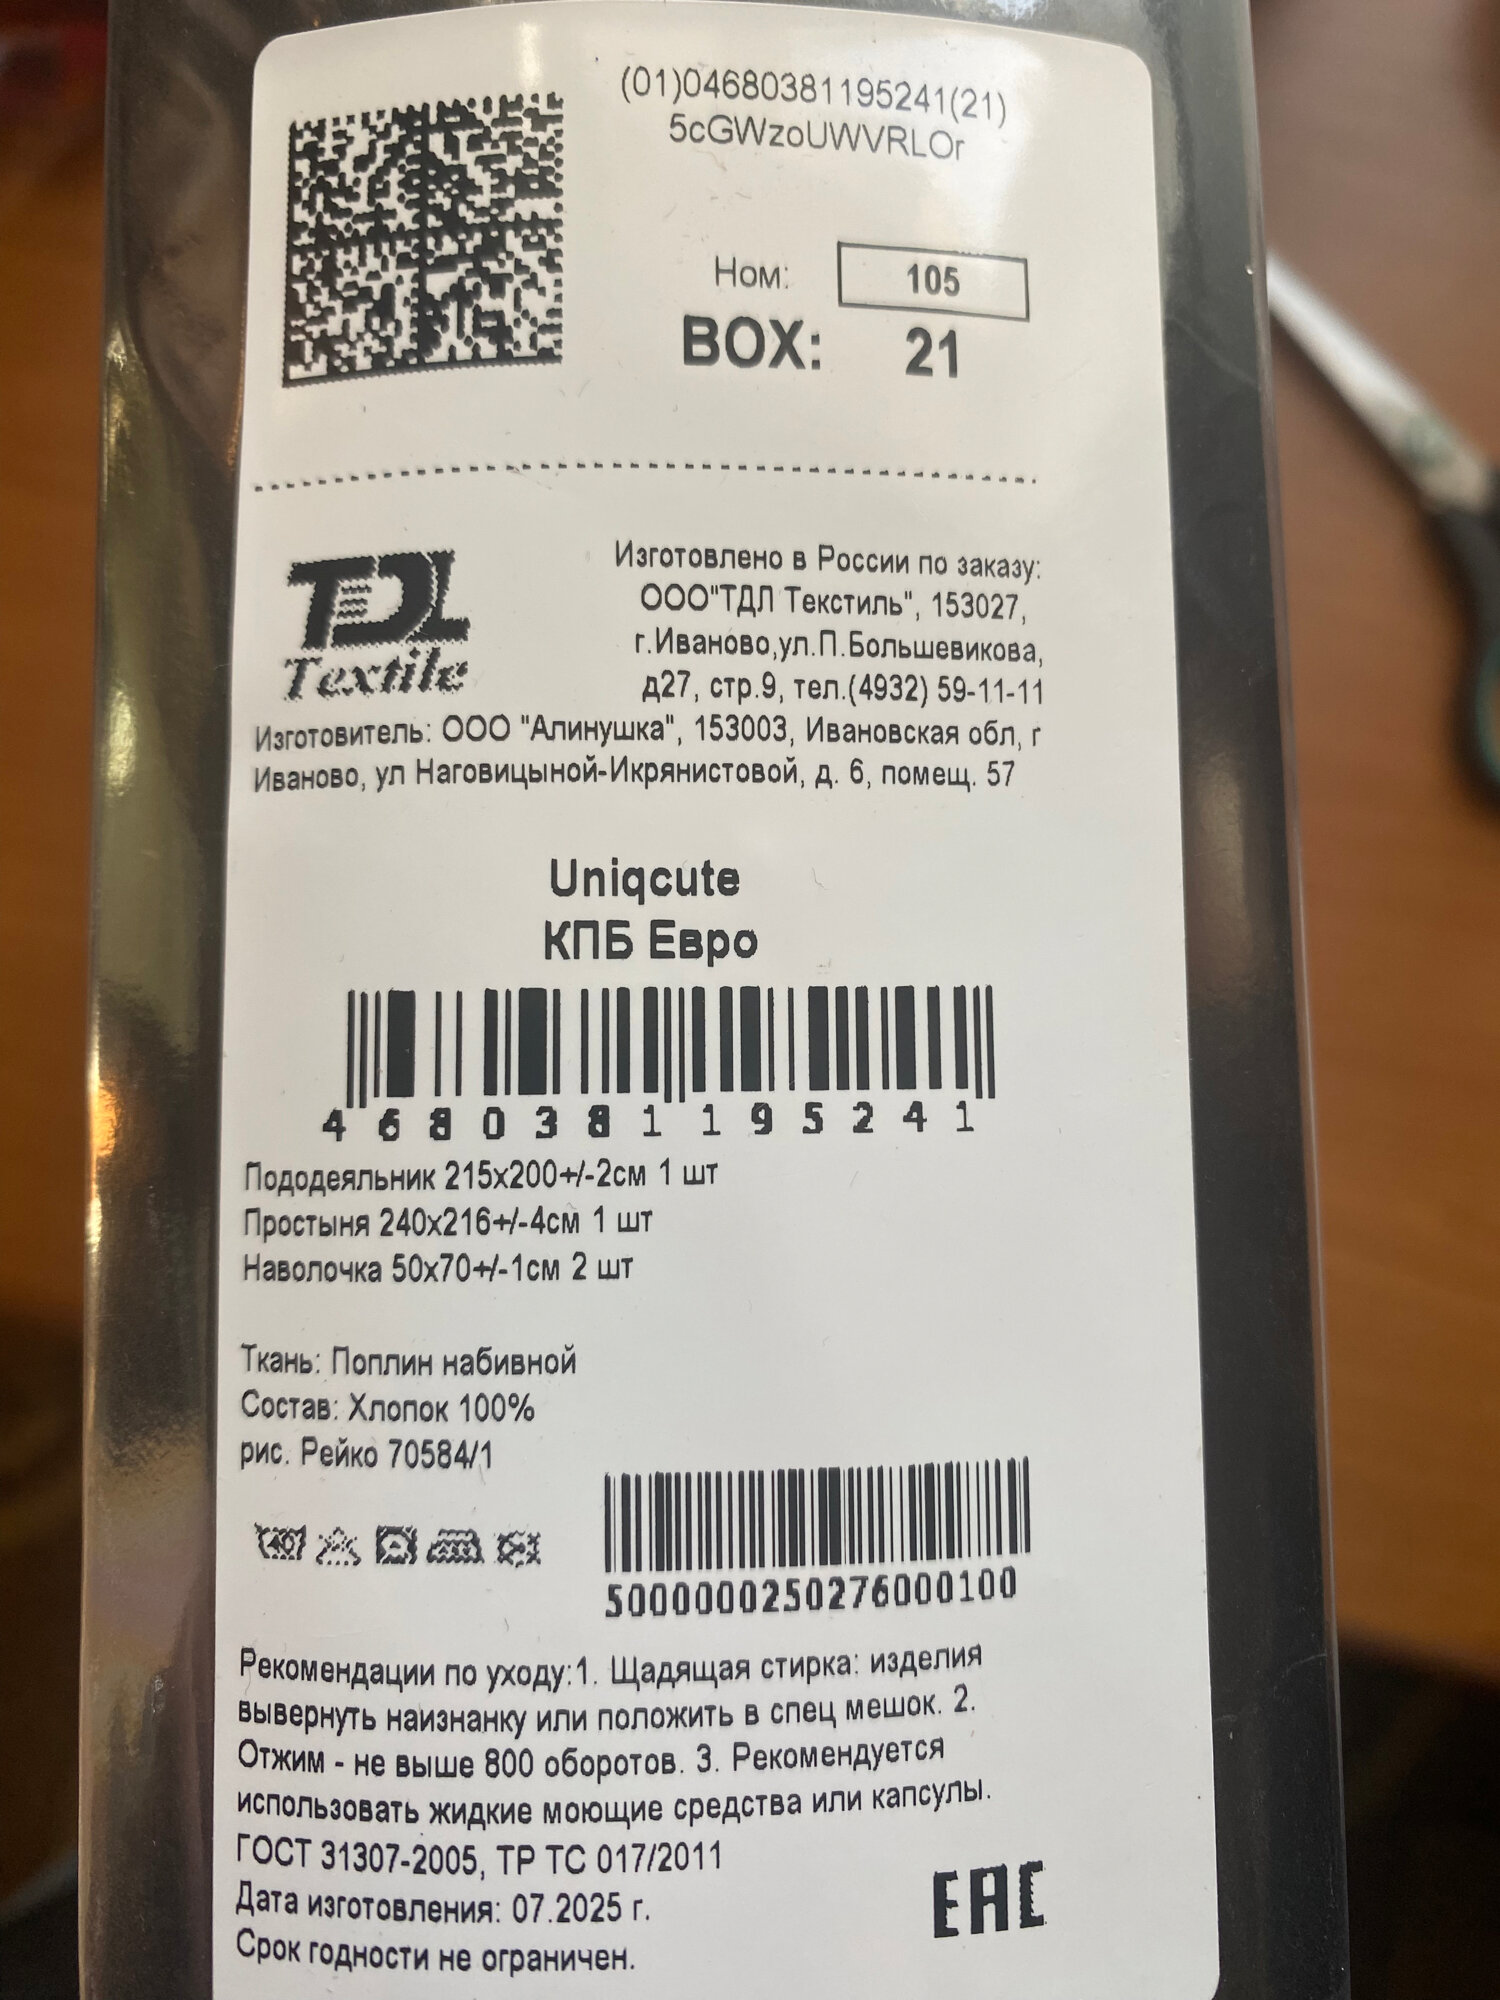 (01)04680381195241(21)
5cGWzoUWVRLOr
Ном: 105
BOX: 21
TDL
Textile
Изготовлено в России по заказу:
ООО"ТДЛ Текстиль", 153027,
г.Иваново,ул.П.Большевикова,
д27, стр.9, тел.(4932) 59-11-11
Изготовитель: ООО "Алинушка", 153003, Ивановская обл, г
Иваново, ул Наговицыной-Икрянистовой, д. 6, помещ. 57
Uniqcute
КПБ Евро
4680381195241
Пододеяльник 215x200+/-2см 1 шт
Простыня 240x216+/-4см 1 шт
Наволочка 50x70+/-1см 2 шт
Ткань: Поплин набивной
Состав: Хлопок 100%
рис. Рейко 70584/1
40
5000000250276000100
Рекомендации по уходу:1. Щадящая стирка: изделия
вывернуть наизнанку или положить в спец мешок. 2.
Отжим - не выше 800 оборотов. 3. Рекомендуется
использовать жидкие моющие средства или капсулы.
ГОСТ 31307-2005, ТР ТС 017/2011
Дата изготовления: 07.2025 г.
Срок годности не ограничен.
EAC